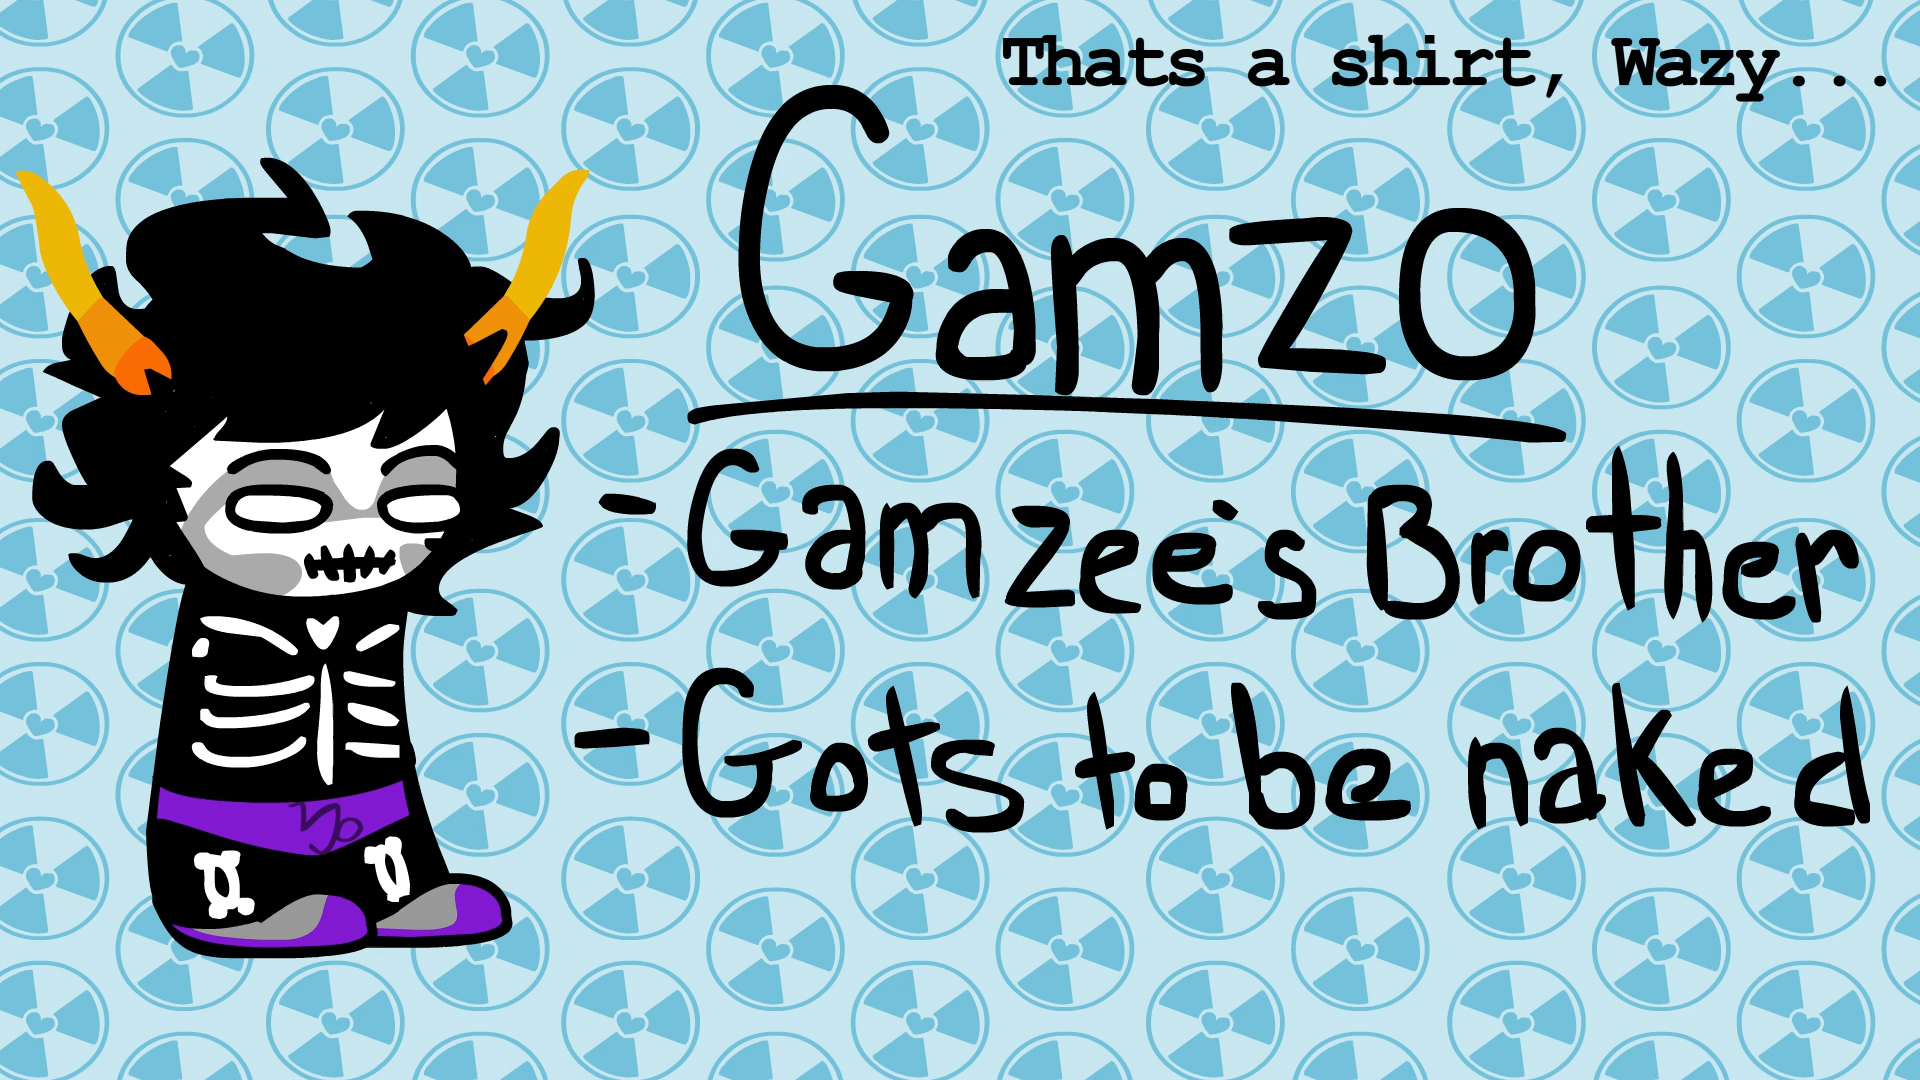 Thats a shirt, Wazy...
Gamzo
-Gamzee's Brother
-Gots to be naked